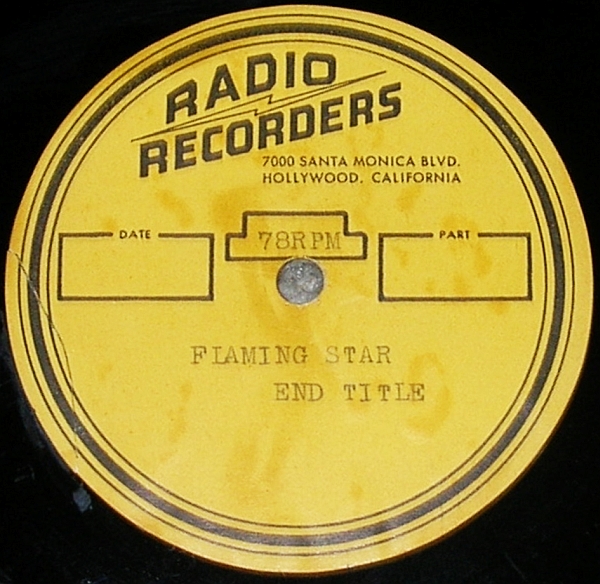 RADIO
RECORDERS
7000 SANTA MONICA BLVD.
HOLLYWOOD, CALIFORNIA
DATE
78RPM
PART
FLAMING STAR
END TITLE